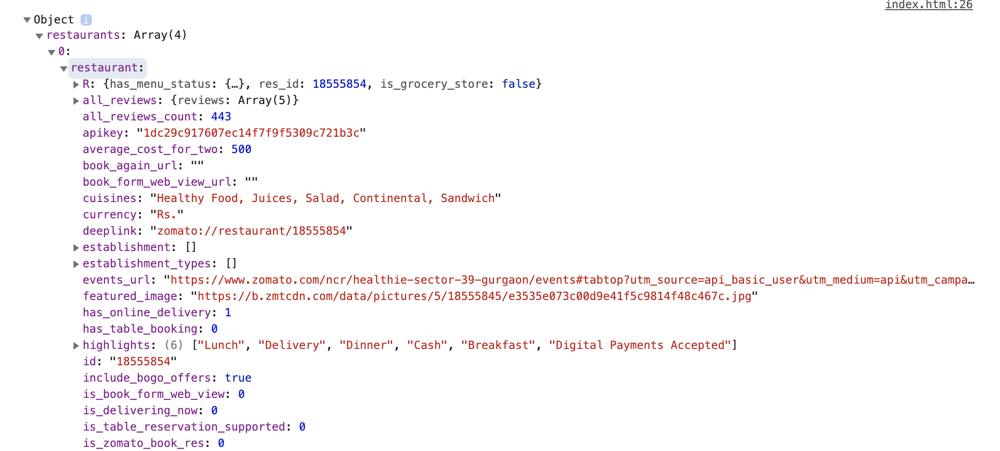 index.html:26
Object i
restaurants: Array(4)
0:
restaurant:
R: {has_menu_status: {…}, res_id: 18555854, is_grocery_store: false}
all_reviews: {reviews: Array(5)}
all_reviews_count: 443
apikey: "1dc29c917607ec14f7f9f5309c721b3c"
average_cost_for_two: 500
book_again_url: ""
book_form_web_view_url: ""
cuisines: "Healthy Food, Juices, Salad, Continental, Sandwich"
currency: "Rs."
deeplink: "zomato://restaurant/18555854"
establishment: []
establishment_types: []
events_url: "https://www.zomato.com/ncr/healthie-sector-39-gurgaon/events#tabtop?utm_source=api_basic_user&utm_medium=api&utm_campa…
featured_image: "https://b.zmtcdn.com/data/pictures/5/18555845/e3535e073c00d9e41f5c9814f48c467c.jpg"
has_online_delivery: 1
has_table_booking: 0
highlights: (6) ["Lunch", "Delivery", "Dinner", "Cash", "Breakfast", "Digital Payments Accepted"]
id: "18555854"
include_bogo_offers: true
is_book_form_web_view: 0
is_delivering_now: 0
is_table_reservation_supported: 0
is_zomato_book_res: 0